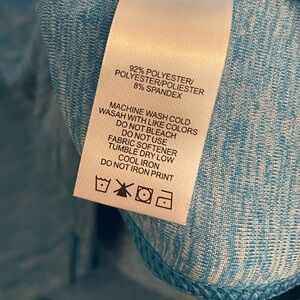 92% POLYESTER/
POLYESTER/POLIESTER
8% SPANDEX
MACHINE WASH COLD
WASAH WITH LIKE COLORS
DO NOT BLEACH
DO NOT USE
FABRIC SOFTENER
TUMBLE DRY LOW
COOL IRON
DO NOT IRON PRINT